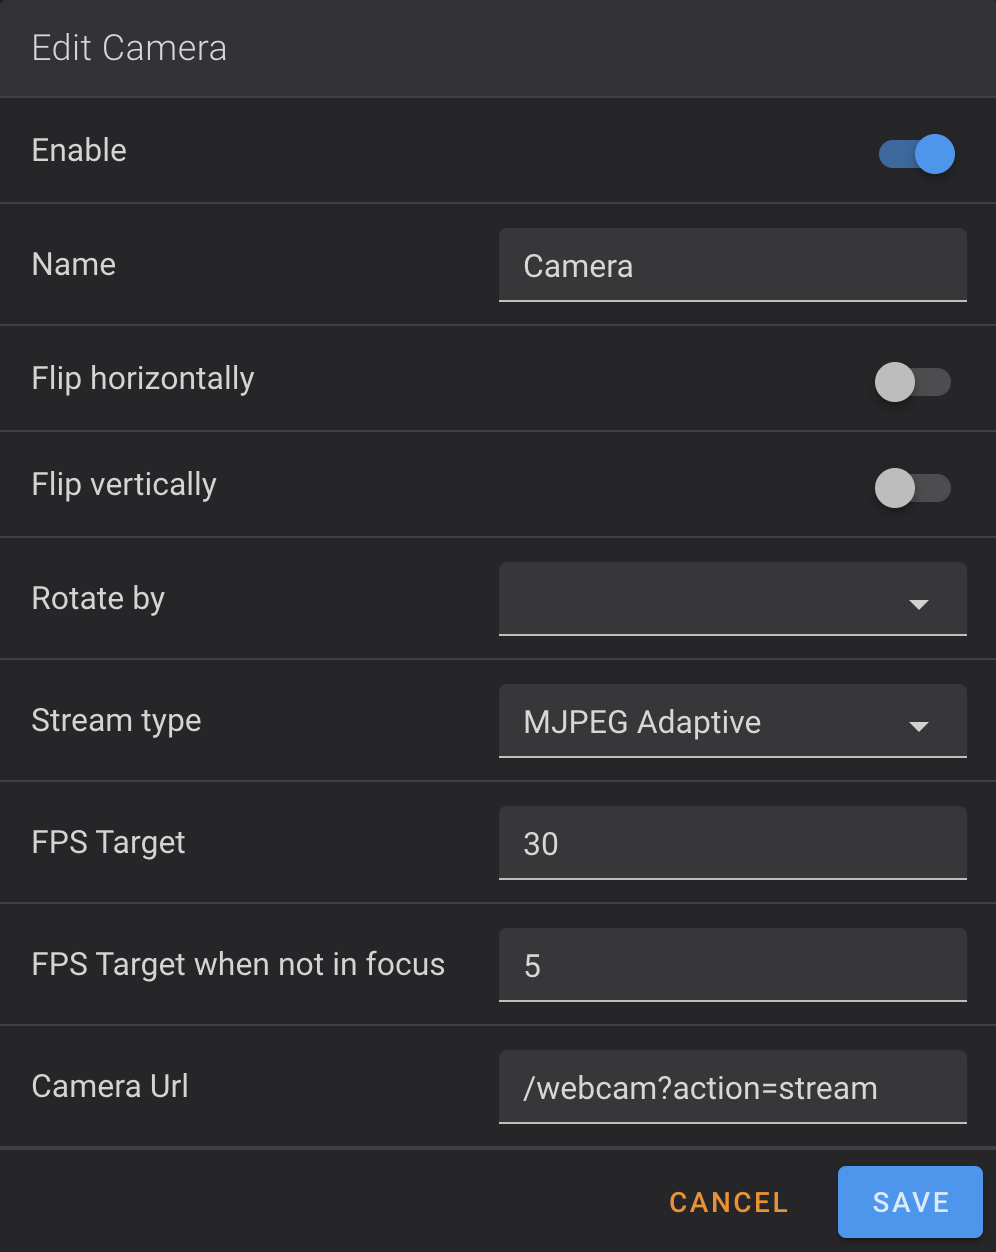 Edit Camera
Enable
Name
Camera
Flip horizontally
Flip vertically
Rotate by
Stream type
MJPEG Adaptive
FPS Target
30
FPS Target when not in focus
5
Camera Url
/webcam?action=stream
CANCEL
SAVE